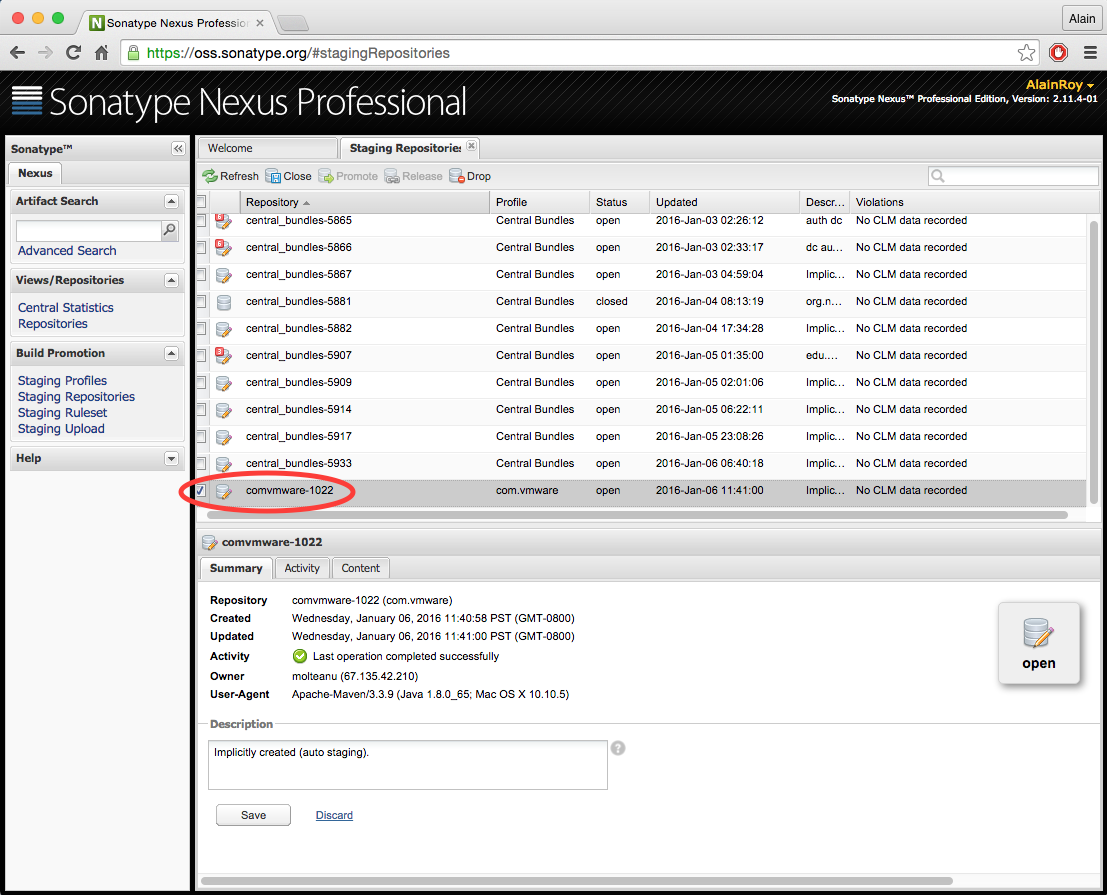 Sonatype Nexus Professio
Alain
https://oss.sonatype.org/#stagingRepositories
Sonatype Nexus Professional
AlainRoy
Sonatype Nexus™ Professional Edition, Version: 2.11.4-01
Sonatype™
Nexus
Artifact Search
Advanced Search
Views/Repositories
Central Statistics
Repositories
Build Promotion
Staging Profiles
Staging Repositories
Staging Ruleset
Staging Upload
Help
Welcome Staging Repositories
Refresh Close Promote Release Drop
Repository Profile Status Updated Descr... Violations
6 central_bundles-5865 Central Bundles open 2016-Jan-03 02:26:12 auth dc No CLM data recorded
6 central_bundles-5866 Central Bundles open 2016-Jan-03 02:33:17 dc au... No CLM data recorded
central_bundles-5867 Central Bundles open 2016-Jan-03 04:59:04 Implic... No CLM data recorded
central_bundles-5881 Central Bundles closed 2016-Jan-04 08:13:19 org.n... No CLM data recorded
central_bundles-5882 Central Bundles open 2016-Jan-04 17:34:28 Implic... No CLM data recorded
3 central_bundles-5907 Central Bundles open 2016-Jan-05 01:35:00 edu.... No CLM data recorded
central_bundles-5909 Central Bundles open 2016-Jan-05 02:01:06 Implic... No CLM data recorded
central_bundles-5914 Central Bundles open 2016-Jan-05 06:22:11 Implic... No CLM data recorded
central_bundles-5917 Central Bundles open 2016-Jan-05 23:08:26 Implic... No CLM data recorded
central_bundles-5933 Central Bundles open 2016-Jan-06 06:40:18 Implic... No CLM data recorded
comvmware-1022 com.vmware open 2016-Jan-06 11:41:00 Implic... No CLM data recorded
comvmware-1022
Summary Activity Content
Repository comvmware-1022 (com.vmware)
Created Wednesday, January 06, 2016 11:40:58 PST (GMT-0800)
Updated Wednesday, January 06, 2016 11:41:00 PST (GMT-0800)
Activity Last operation completed successfully
Owner molteanu (67.135.42.210)
User-Agent Apache-Maven/3.3.9 (Java 1.8.0_65; Mac OS X 10.10.5)
open
Description
Implicitly created (auto staging).
Save Discard